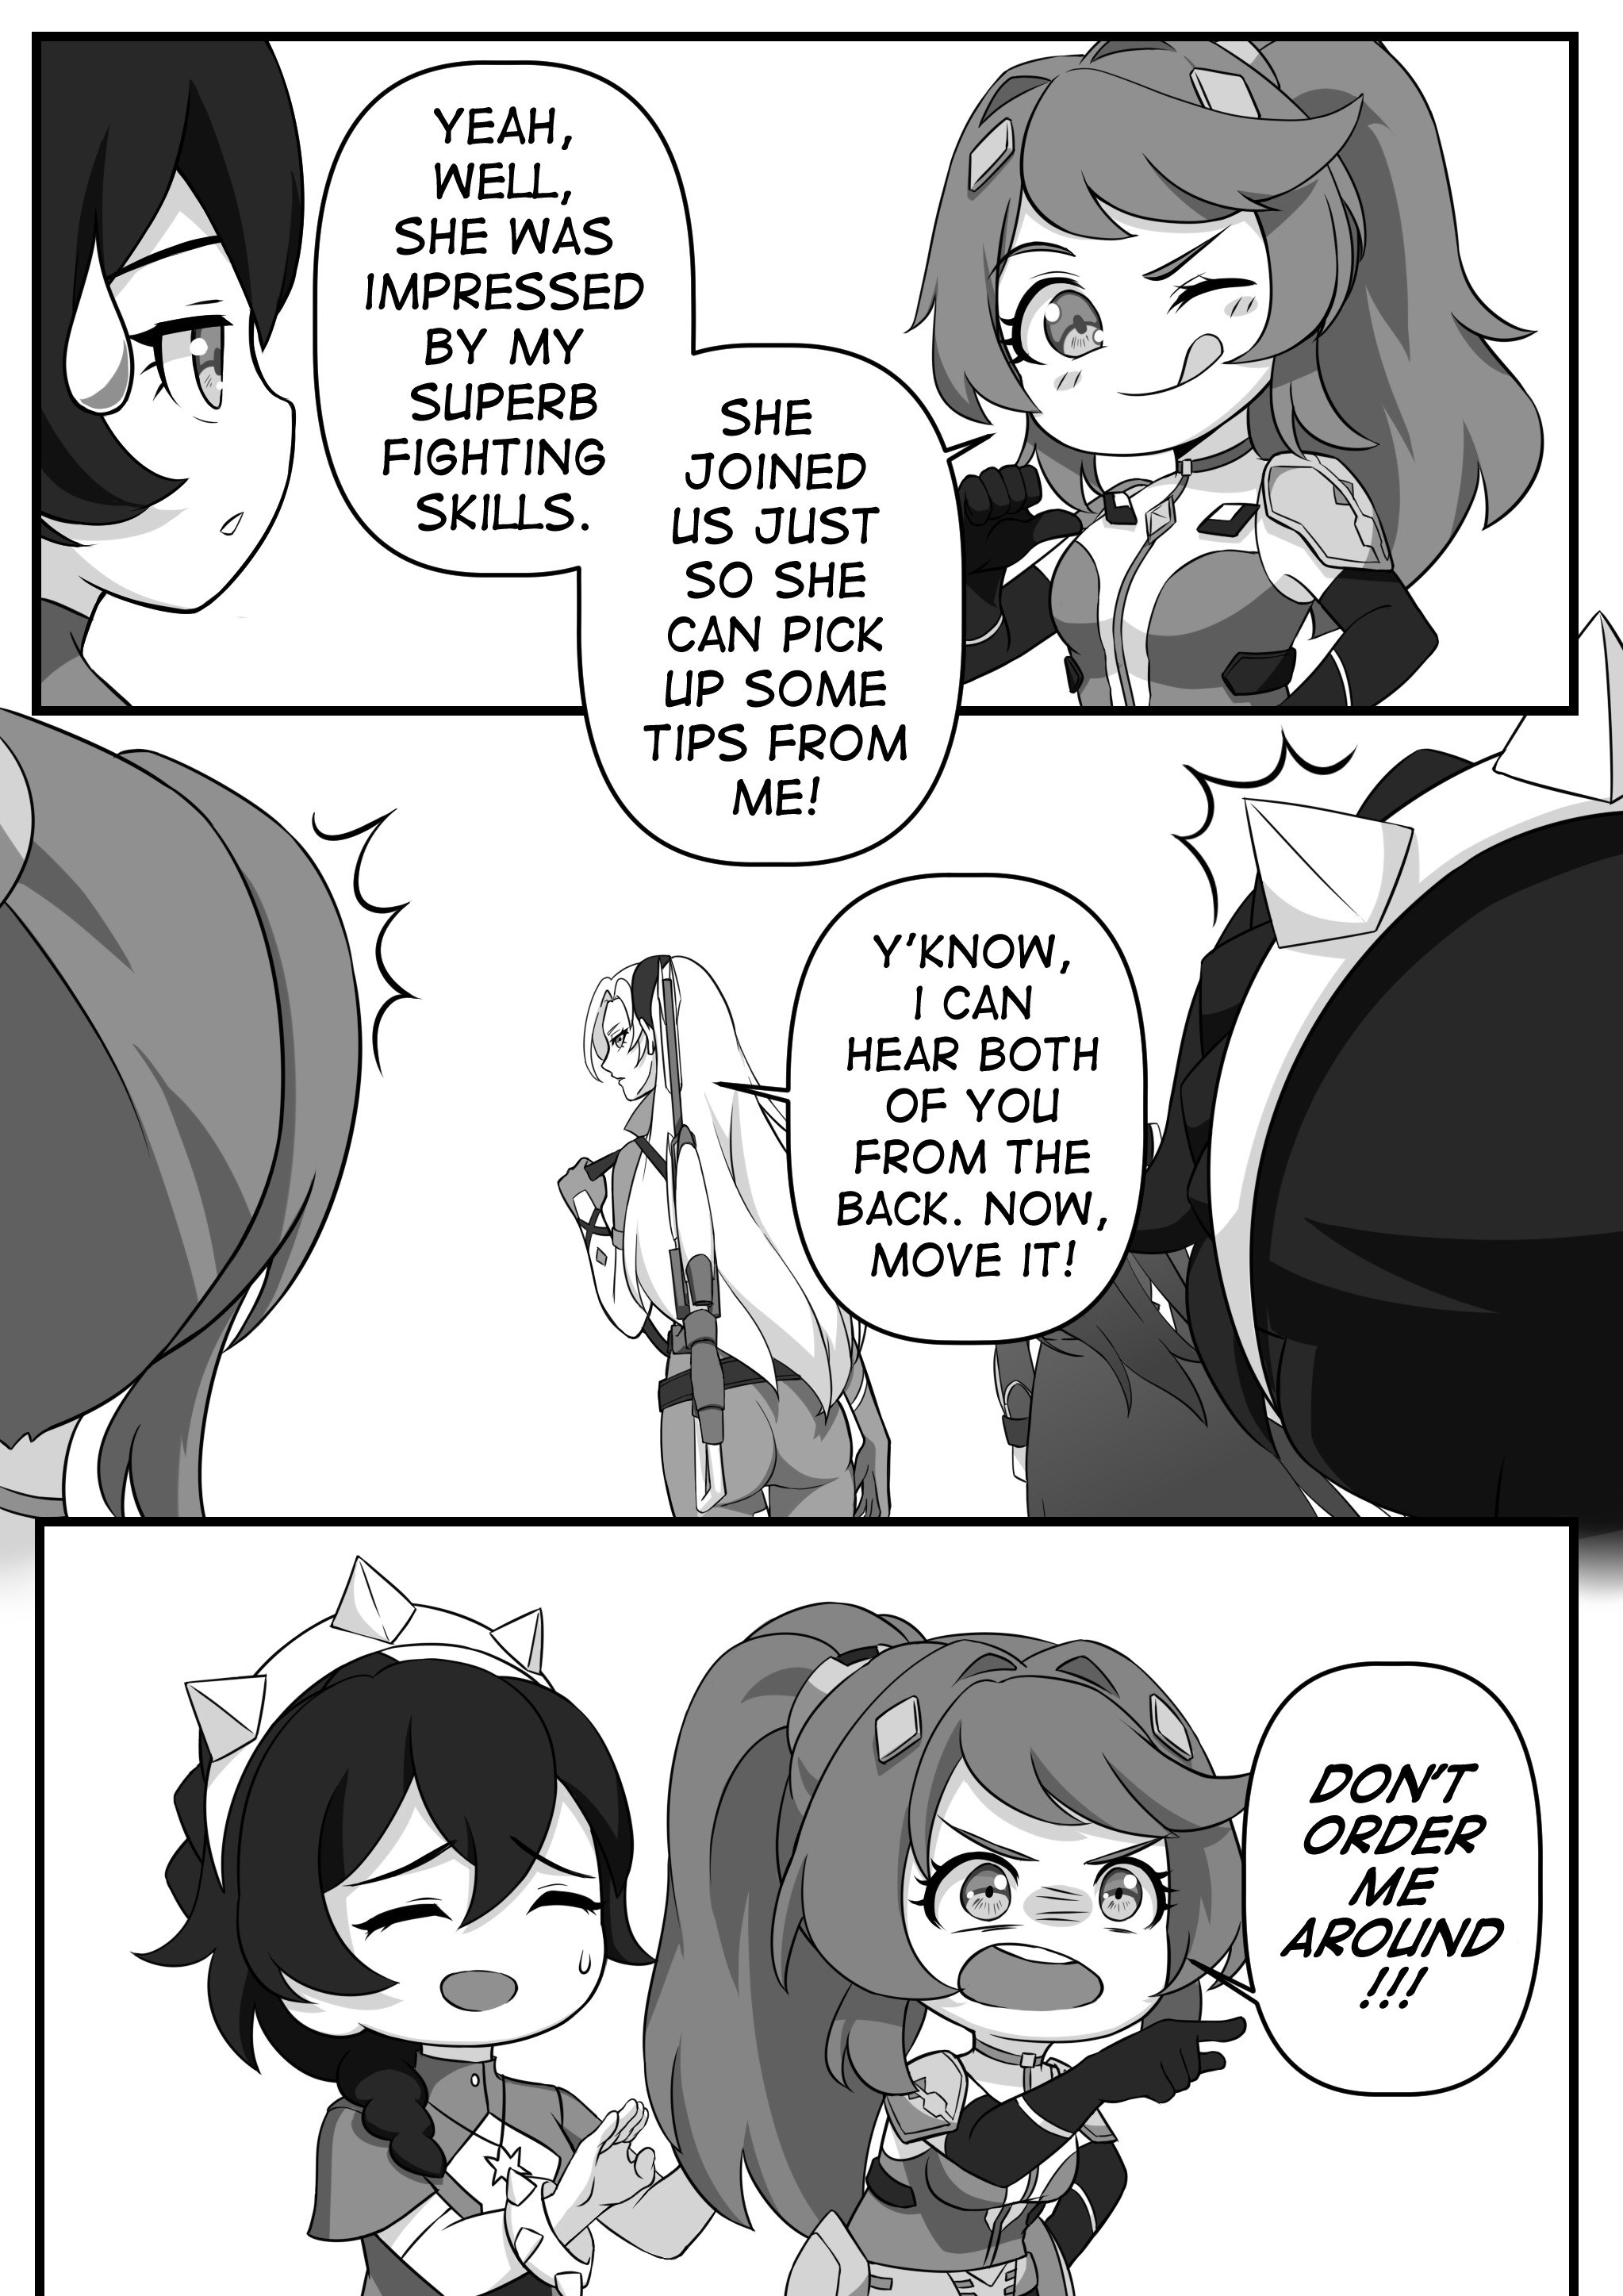 YEAH,
WELL,
SHE WAS
IMPRESSED
BY MY
SUPERB
FIGHTING
SKILLS.
SHE
JOINED
US JUST
SO SHE
CAN PICK
UP SOME
TIPS FROM
ME!
Y'KNOW,
I CAN
HEAR BOTH
OF YOU
FROM THE
BACK. NOW,
MOVE IT!
DON'T
ORDER
ME
AROUND
!!!